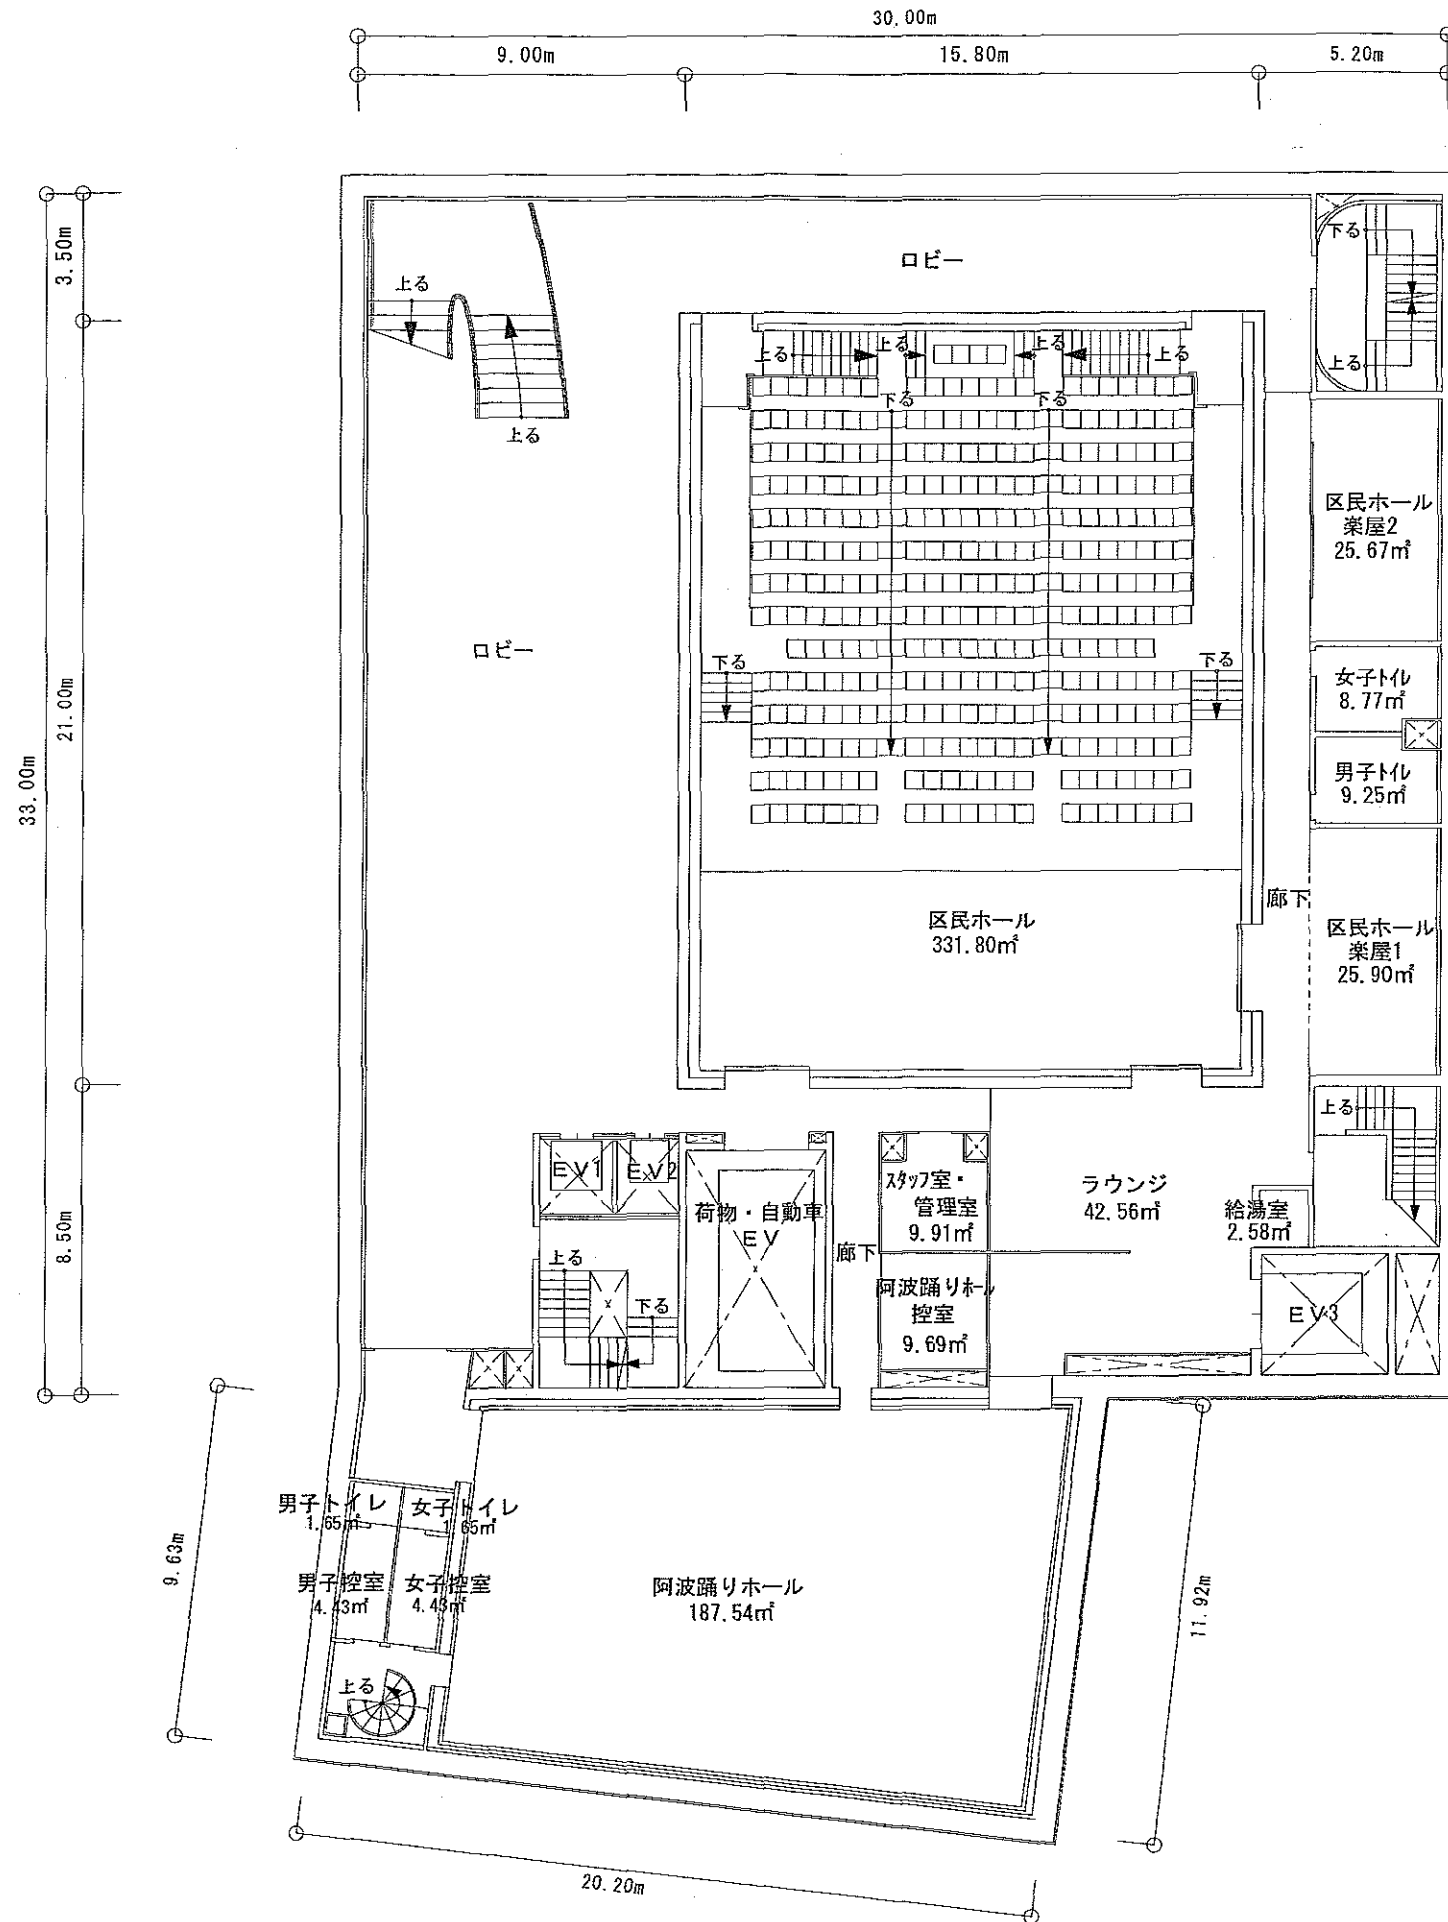 30.00m
9.00m
15.80m
5.20m
3.50m
21.00m
33.00m
8.50m
ロビー
下る
上る
上る
上る
上る
上る
上る
上る
下る
下る
区民ホール
楽屋2
25.67㎡
ロビー
下る
下る
女子トイレ
8.77㎡
男子トイレ
9.25㎡
廊下
区民ホール
331.80㎡
区民ホール
楽屋1
25.90㎡
上る
EV1
EV2
荷物・自動車
EV
スタッフ室・
管理室
9.91㎡
ラウンジ
42.56㎡
給湯室
2.58㎡
廊下
上る
下る
阿波踊りホール
控室
9.69㎡
EV3
男子トイレ
1.65㎡
女子トイレ
1.65㎡
男子控室
4.43㎡
女子控室
4.43㎡
阿波踊りホール
187.54㎡
上る
9.63m
11.92m
20.20m